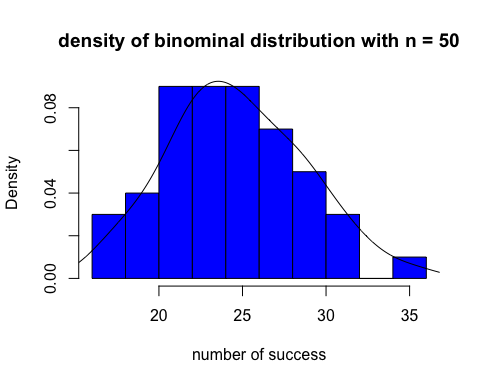 density of binominal distribution with n = 50
Density
0.08
0.04
0.00
20
25
30
35
number of success